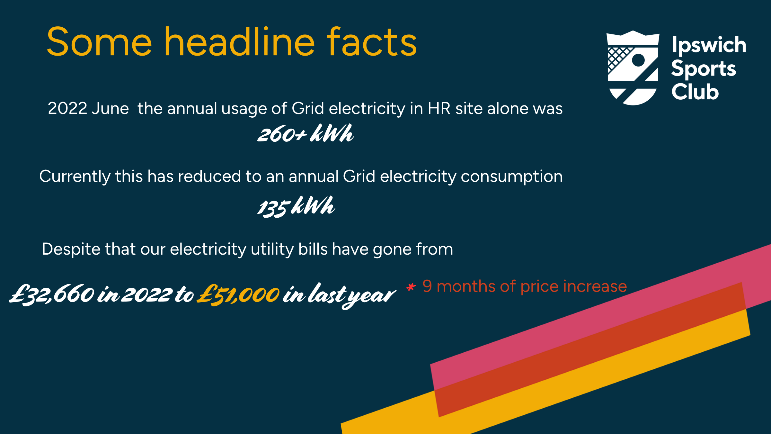 Some headline facts
Ipswich
Sports
Club
2022 June the annual usage of Grid electricity in HR site alone was
260+ kWh
Currently this has reduced to an annual Grid electricity consumption
135 kWh
Despite that our electricity utility bills have gone from
£32,660 in 2022 to £51,000 in last year * 9 months of price increase